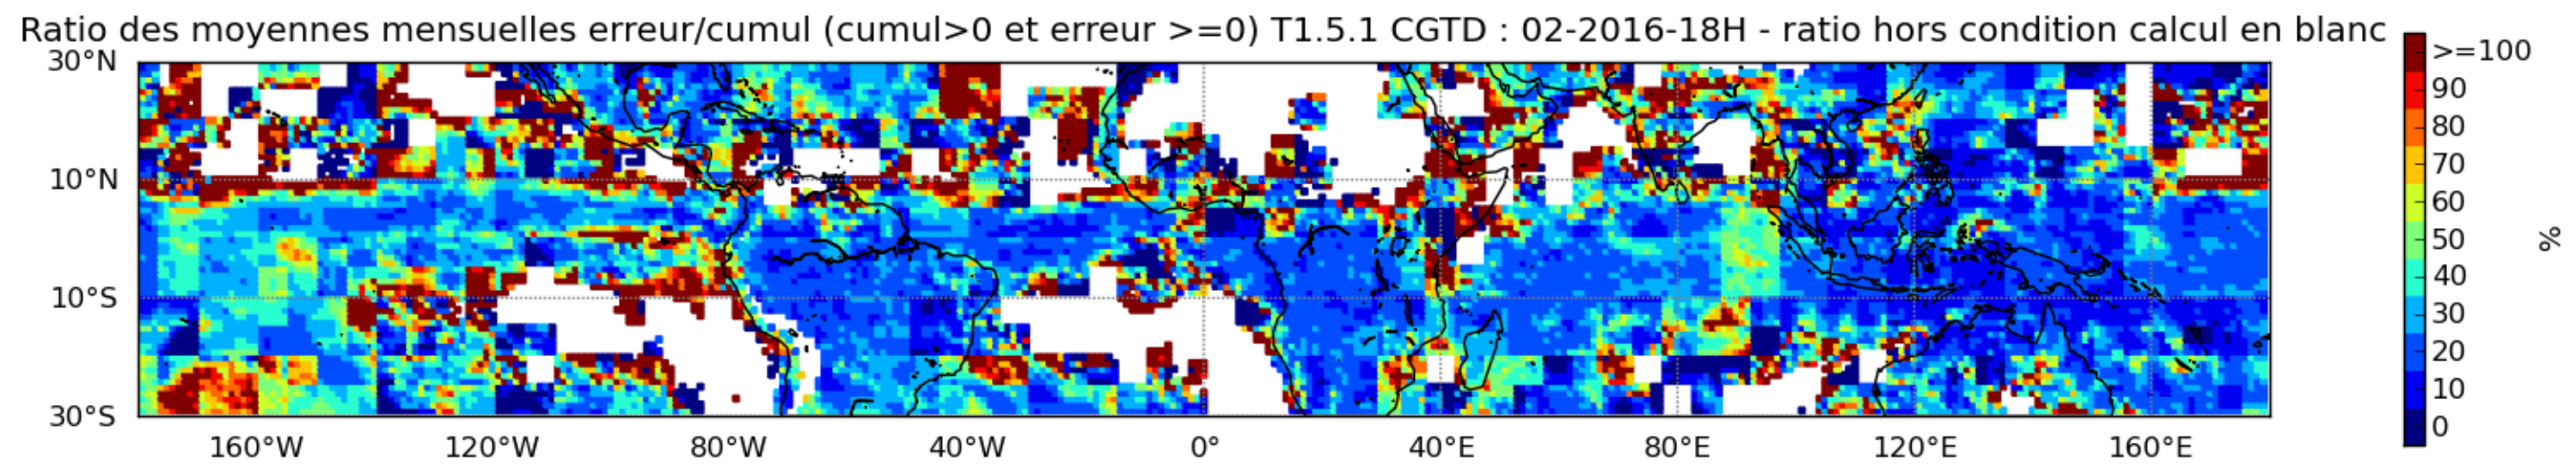 Ratio des moyennes mensuelles erreur/cumul (cumul>0 et erreur >=0) T1.5.1 CGTD : 02-2016-18H - ratio hors condition calcul en blanc
30°N
10°N
10°S
30°S
160°W
120°W
80°W
40°W
0°
40°E
80°E
120°E
160°E
>=100
90
80
70
60
50
40
30
20
10
0
%